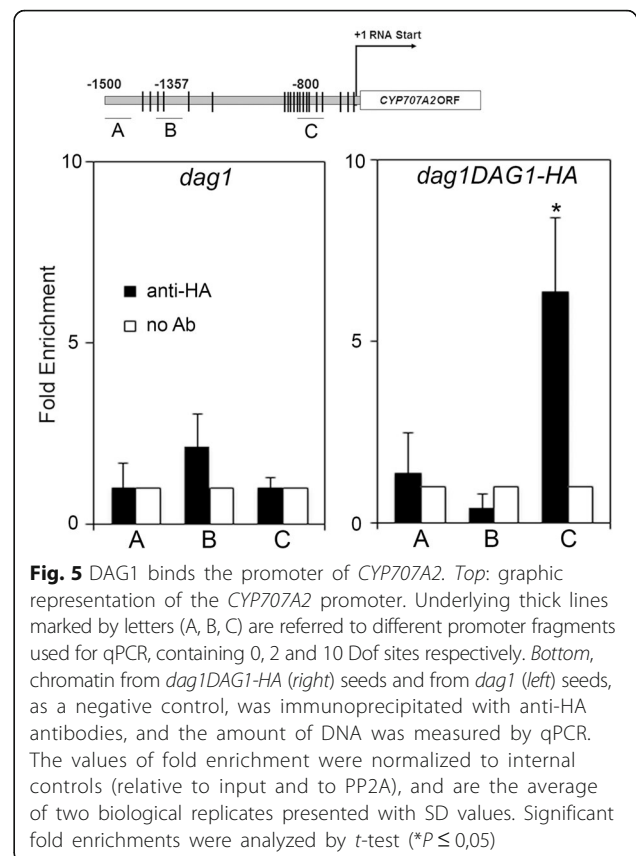 +1 RNA Start
-1500 -1357 -800
CYP707A2 ORF
A B C
10
dag1
anti-HA
no Ab
Fold Enrichment
5
0
A B C
10
dag1DAG1-HA
*
Fold Enrichment
5
0
A B C
Fig. 5 DAG1 binds the promoter of CYP707A2. Top: graphic
representation of the CYP707A2 promoter. Underlying thick lines
marked by letters (A, B, C) are referred to different promoter fragments
used for qPCR, containing 0, 2 and 10 Dof sites respectively. Bottom,
chromatin from dag1DAG1-HA (right) seeds and from dag1 (left) seeds,
as a negative control, was immunoprecipitated with anti-HA
antibodies, and the amount of DNA was measured by qPCR.
The values of fold enrichment were normalized to internal
controls (relative to input and to PP2A), and are the average
of two biological replicates presented with SD values. Significant
fold enrichments were analyzed by t-test (*P ≤ 0,05)